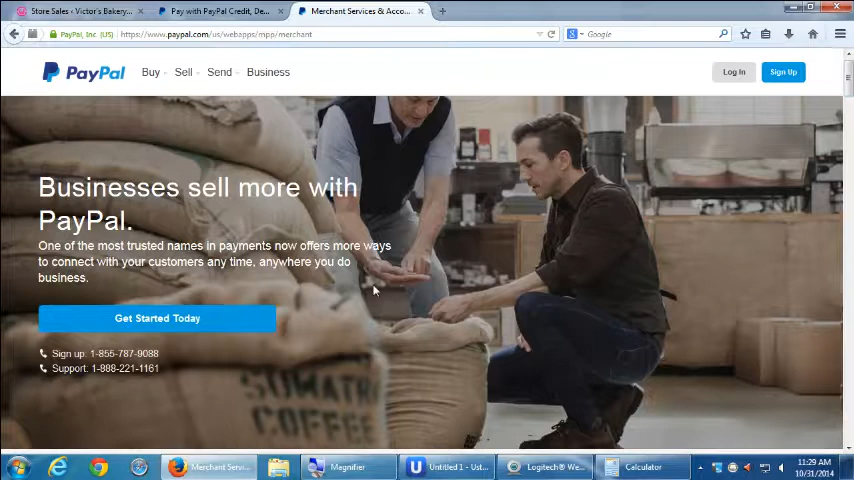 Store Sales ‹ Victor's Bakery...
Pay with PayPal Credit, De...
Merchant Services & Acco...
PayPal, Inc. (US)
https://www.paypal.com/us/webapps/mpp/merchant
Google
PayPal
Buy
Sell
Send
Business
Log In
Sign Up
Businesses sell more with
PayPal.
One of the most trusted names in payments now offers more ways
to connect with your customers any time, anywhere you do
business.
Get Started Today
Sign up: 1-855-787-9088
Support: 1-888-221-1161
SUMATRA
COFFEE
Merchant Servi...
Magnifier
Untitled 1 - Ust...
Logitech® We...
Calculator
11:29 AM
10/31/2014